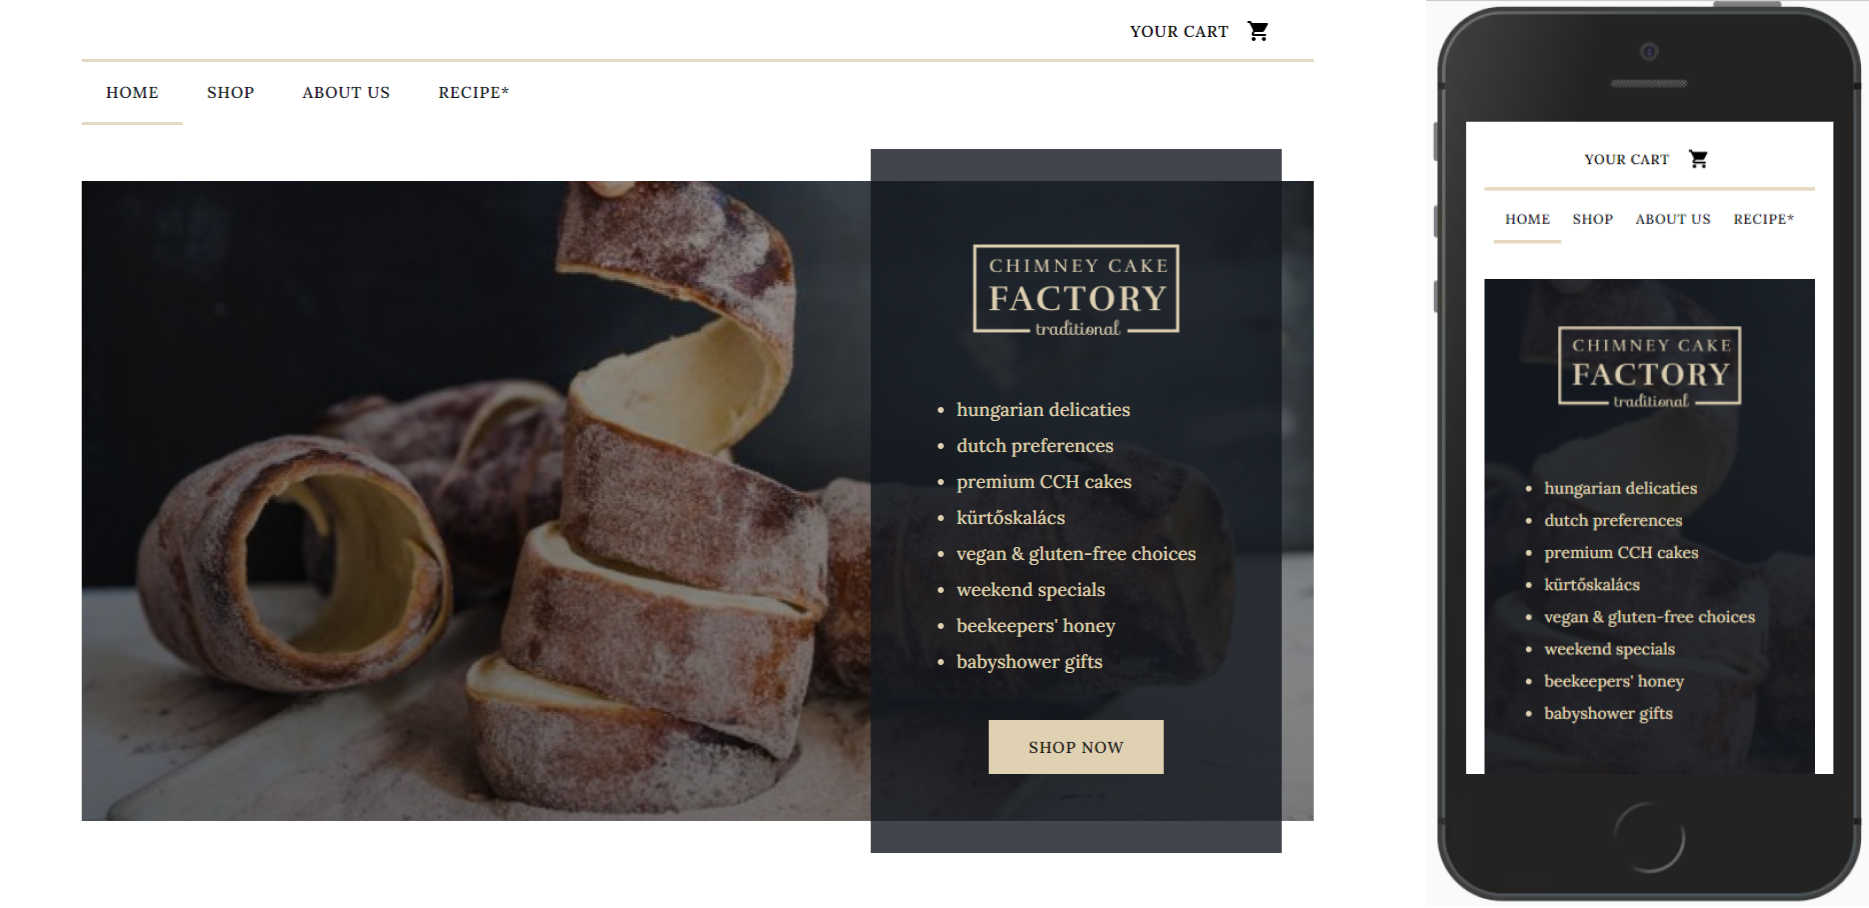 YOUR CART
HOME SHOP ABOUT US RECIPE*
CHIMNEY CAKE
FACTORY
traditional
hungarian delicaties
dutch preferences
premium CCH cakes
kürtőskalács
vegan & gluten-free choices
weekend specials
beekeepers' honey
babyshower gifts
SHOP NOW
YOUR CART
HOME SHOP ABOUT US RECIPE*
CHIMNEY CAKE
FACTORY
traditional
hungarian delicaties
dutch preferences
premium CCH cakes
kürtőskalács
vegan & gluten-free choices
weekend specials
beekeepers' honey
babyshower gifts